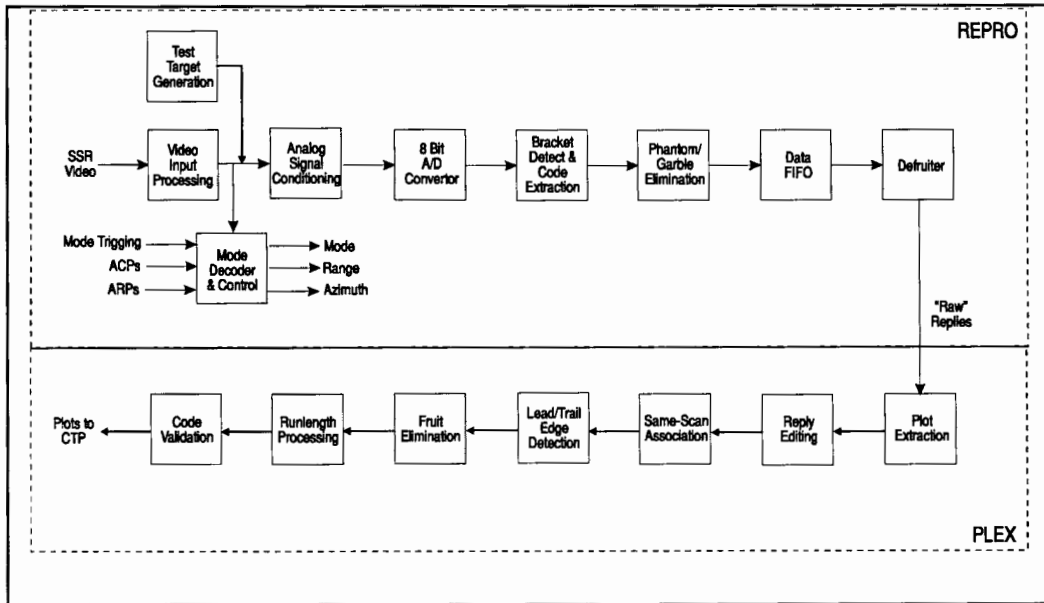 REPRO
Test
Target
Generation
SSR
Video
Video
Input
Processing
Analog
Signal
Conditioning
8 Bit
A/D
Convertor
Bracket
Detect &
Code
Extraction
Phantom/
Garble
Elimination
Data
FIFO
Defruiter
Mode Trigging
ACPs
ARPs
Mode
Decoder
& Control
Mode
Range
Azimuth
"Raw"
Replies
Plots to
CTP
Code
Validation
Runlength
Processing
Fruit
Elimination
Lead/Trail
Edge
Detection
Same-Scan
Association
Reply
Editing
Plot
Extraction
PLEX